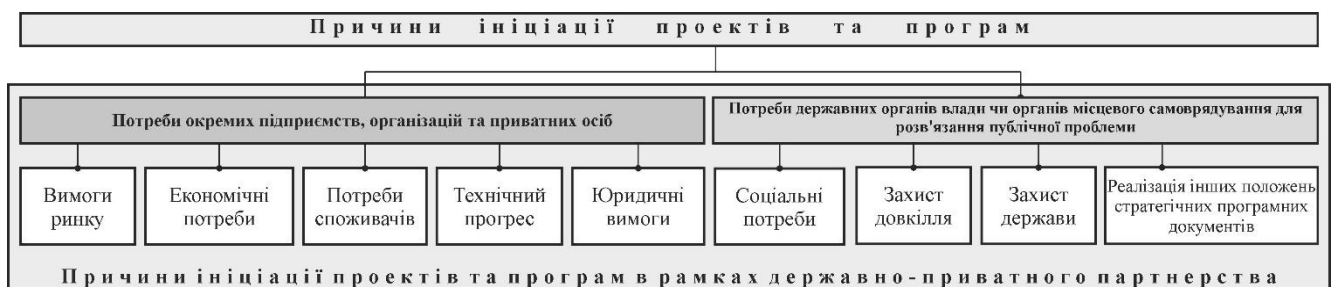 Причини ініціації проектів та програм
Потреби окремих підприємств, організацій та приватних осіб
Потреби державних органів влади чи органів місцевого самоврядування для
розв'язання публічної проблеми
Вимоги
ринку
Економічні
потреби
Потреби
споживачів
Технічний
прогрес
Юридичні
вимоги
Соціальні
потреби
Захист
довкілля
Захист
держави
Реалізація інших положень
стратегічних програмних
документів
Причини ініціації проектів та програм в рамках державно-приватного партнерства